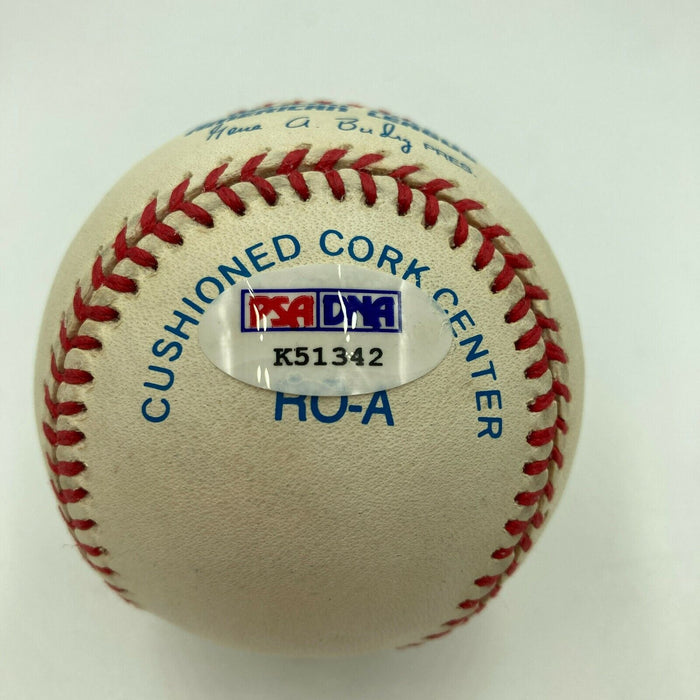 AMERICAN LEAGUE
Gene A. Budig PRES.
CUSHIONED CORK CENTER
PSA DNA
K51342
RO-A